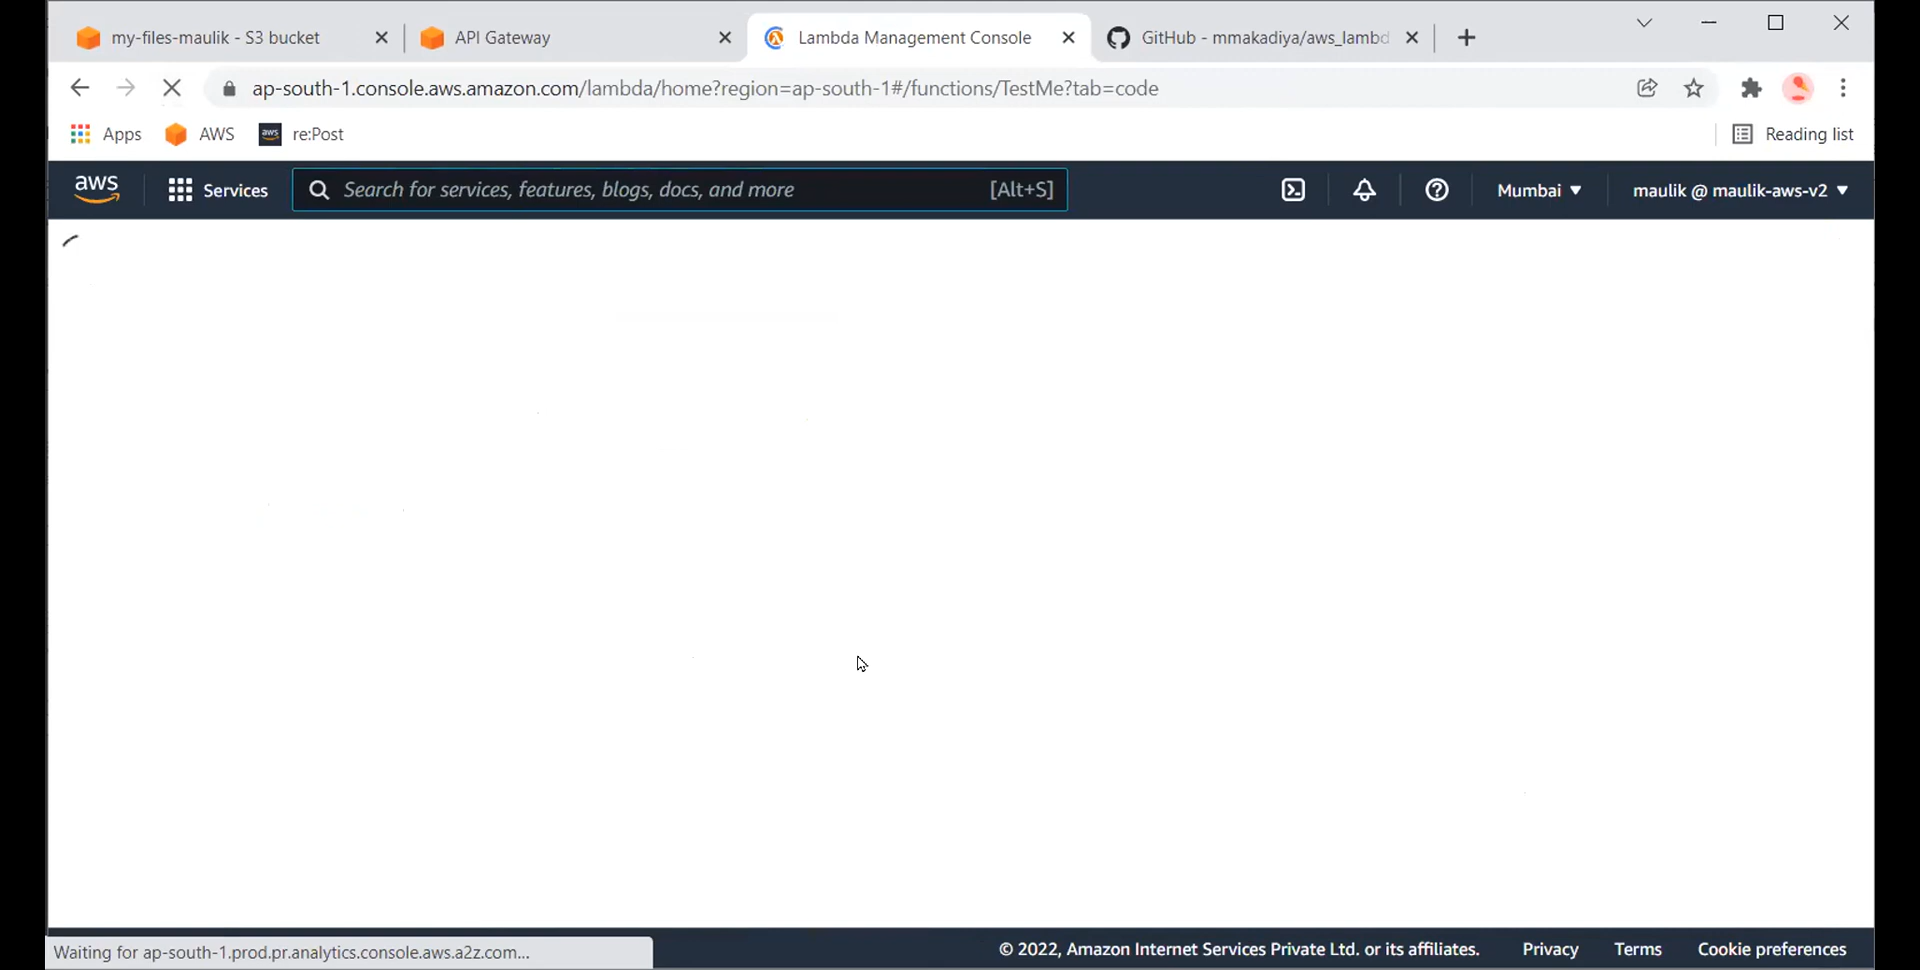 my-files-maulik - S3 bucket
API Gateway
Lambda Management Console
GitHub - mmakadiya/aws_lambd
ap-south-1.console.aws.amazon.com/lambda/home?region=ap-south-1#/functions/TestMe?tab=code
Apps
AWS
aws
re:Post
Reading list
aws
Services
Search for services, features, blogs, docs, and more
[Alt+S]
Mumbai
maulik @ maulik-aws-v2
Waiting for ap-south-1.prod.pr.analytics.console.aws.a2z.com...
© 2022, Amazon Internet Services Private Ltd. or its affiliates.
Privacy
Terms
Cookie preferences